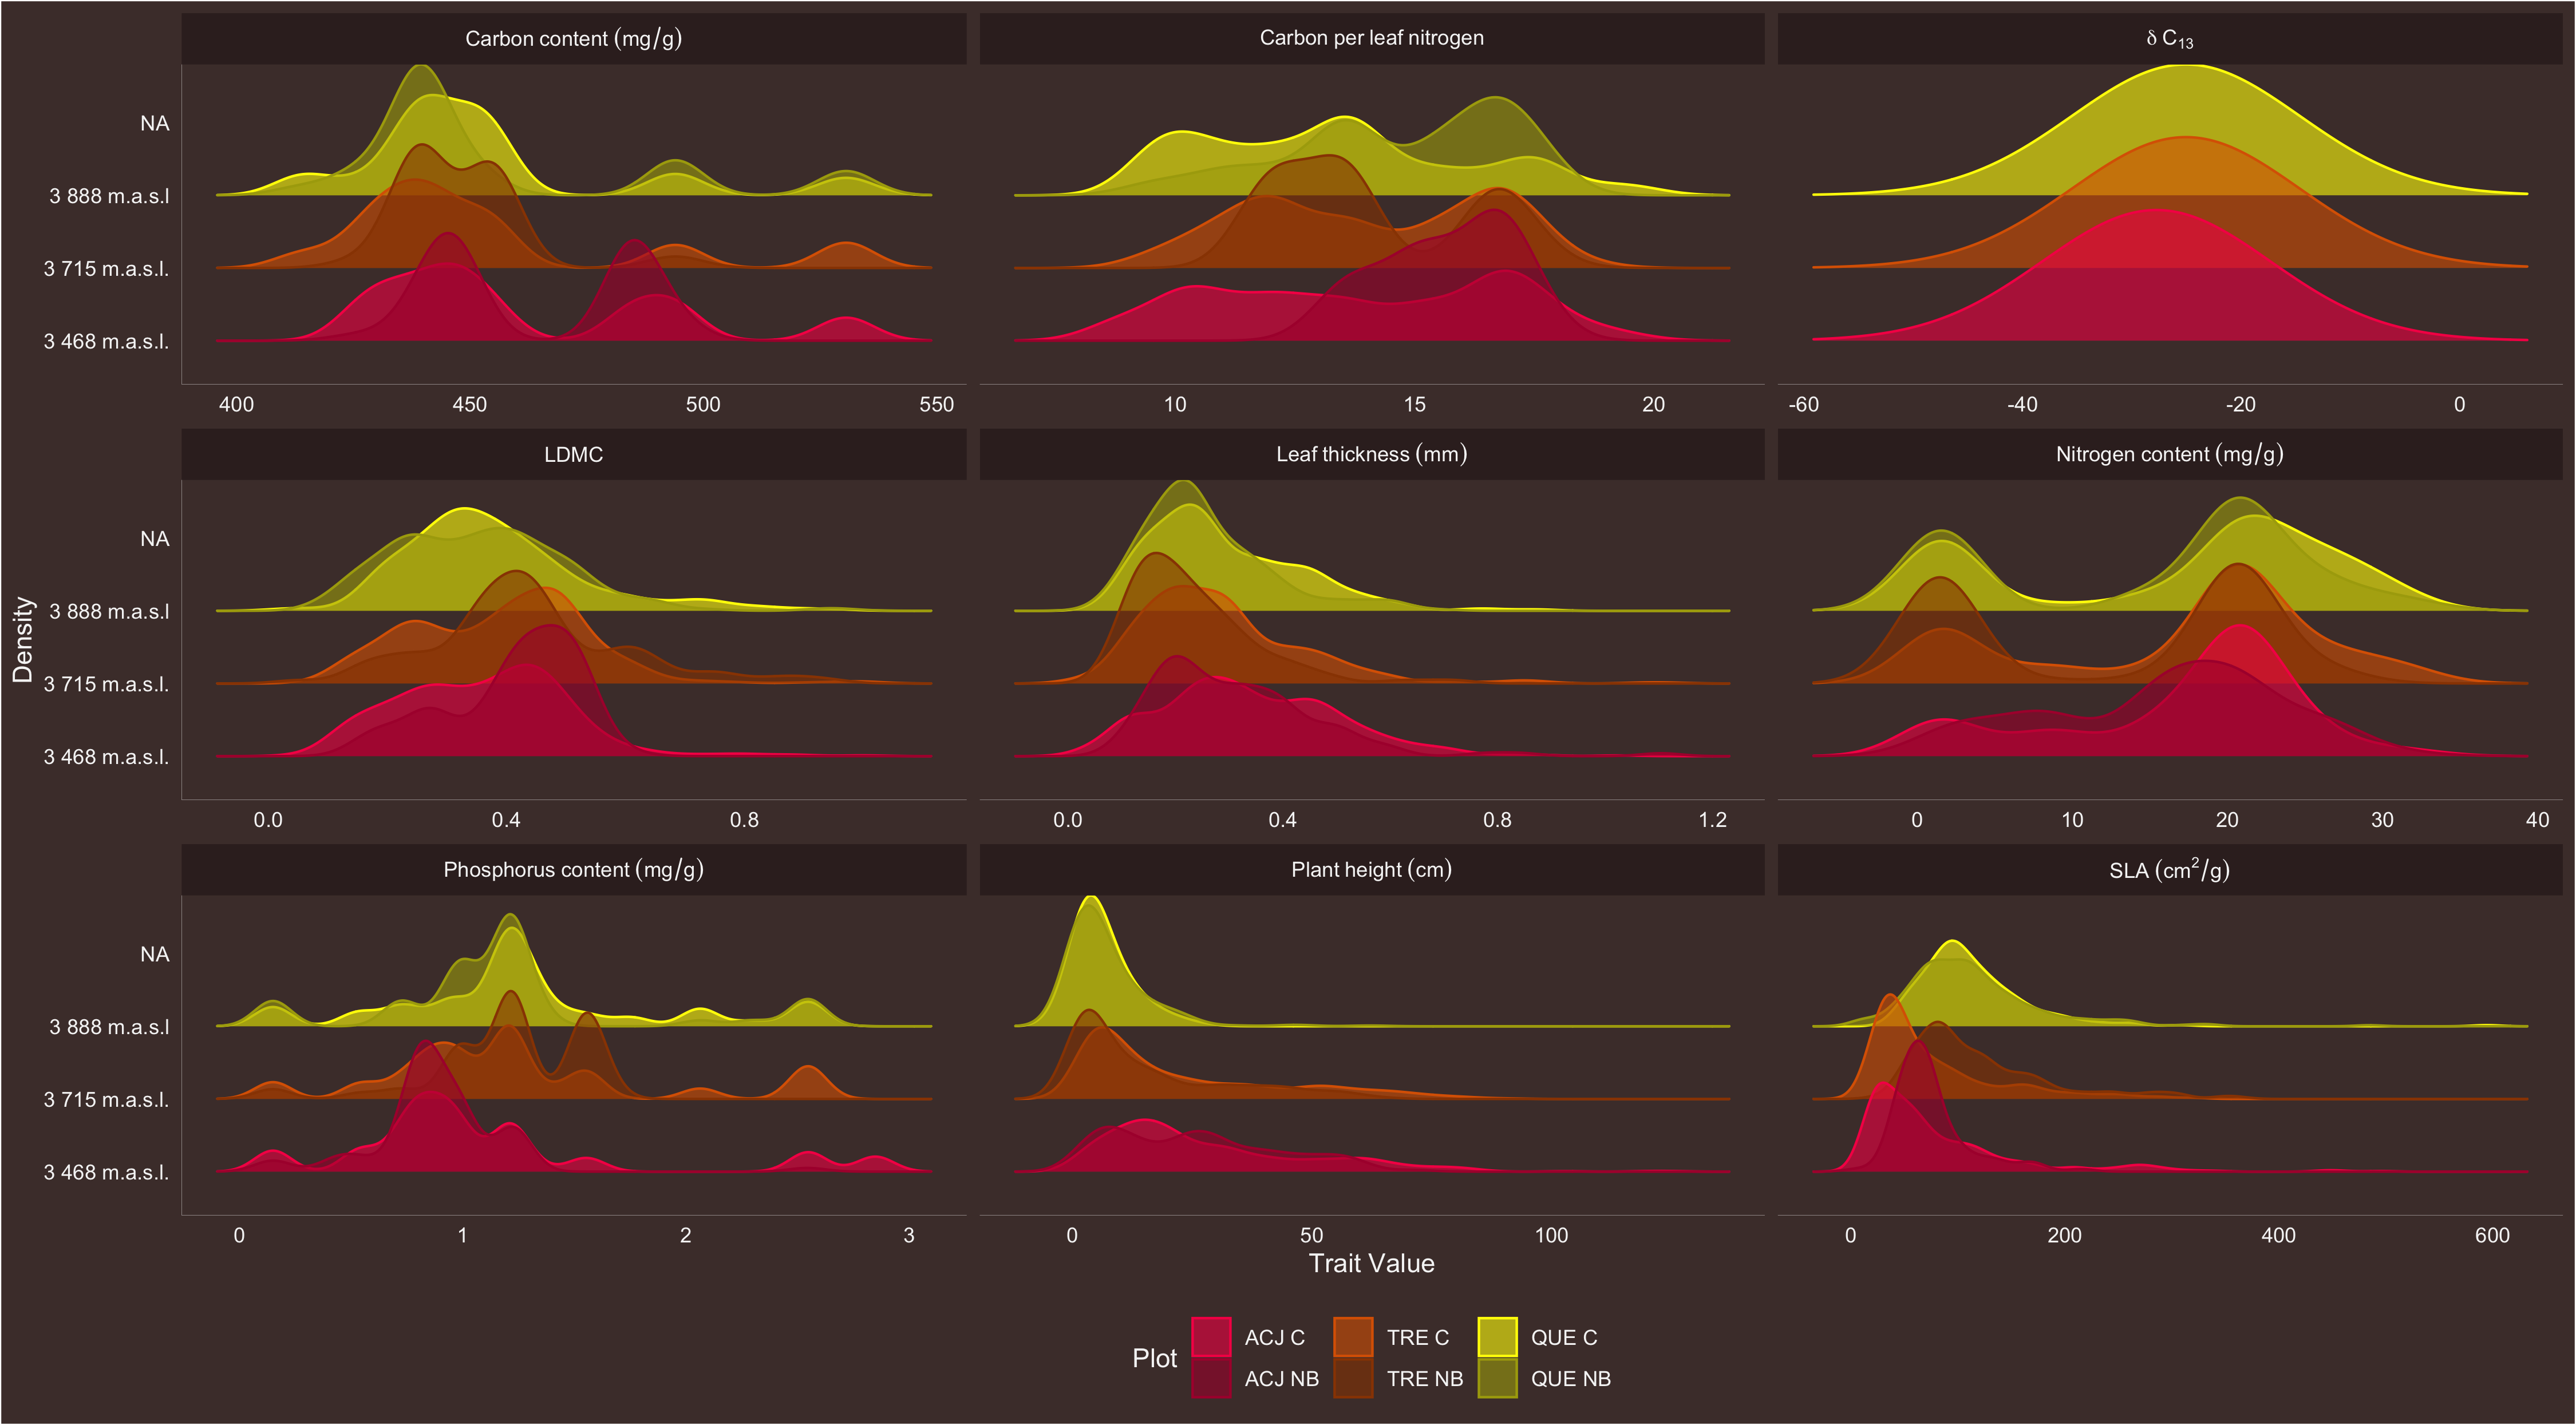 Carbon content (mg/g)
Carbon per leaf nitrogen
δ C13
NA
3 888 m.a.s.l
3 715 m.a.s.l.
3 468 m.a.s.l.
400 450 500 550
10 15 20
-60 -40 -20 0
LDMC
Leaf thickness (mm)
Nitrogen content (mg/g)
Density
NA
3 888 m.a.s.l
3 715 m.a.s.l.
3 468 m.a.s.l.
0.0 0.4 0.8
0.0 0.4 0.8 1.2
0 10 20 30 40
Phosphorus content (mg/g)
Plant height (cm)
SLA (cm²/g)
NA
3 888 m.a.s.l
3 715 m.a.s.l.
3 468 m.a.s.l.
0 1 2 3
0 50 100
0 200 400 600
Trait Value
Plot
ACJ C TRE C QUE C
ACJ NB TRE NB QUE NB